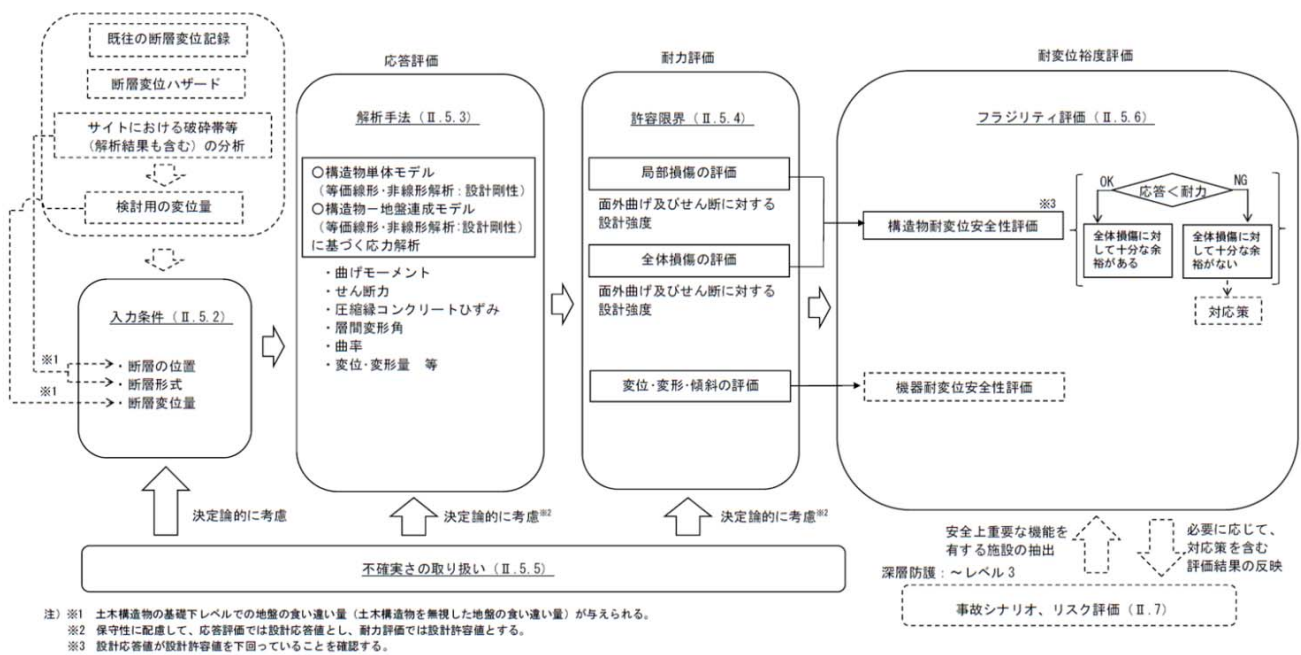 既往の断層変位記録
断層変位ハザード
サイトにおける破砕帯等
(解析結果も含む)の分析
検討用の変位量
入力条件(Ⅱ.5.2)
※1
・断層の位置
・断層形式
※1
・断層変位量
応答評価
解析手法(Ⅱ.5.3)
○構造物単体モデル
(等価線形・非線形解析:設計剛性)
○構造物ー地盤連成モデル
(等価線形・非線形解析:設計剛性)
に基づく応力解析
・曲げモーメント
・せん断力
・圧縮縁コンクリートひずみ
・層間変形角
・曲率
・変位・変形量 等
耐力評価
許容限界(Ⅱ.5.4)
局部損傷の評価
面外曲げ及びせん断に対する
設計強度
全体損傷の評価
面外曲げ及びせん断に対する
設計強度
変位・変形・傾斜の評価
耐変位裕度評価
フラジリティ評価(Ⅱ.5.6)
※3
構造物耐変位安全性評価
OK
応答<耐力
NG
全体損傷に対
して十分な余
裕がある
全体損傷に対
して十分な余
裕がない
対応策
機器耐変位安全性評価
決定論的に考慮
決定論的に考慮※2
決定論的に考慮※2
不確実さの取り扱い(Ⅱ.5.5)
安全上重要な機能を
有する施設の抽出
必要に応じて、
対応策を含む
評価結果の反映
深層防護:~レベル3
事故シナリオ、リスク評価(Ⅱ.7)
注)※1 土木構造物の基礎下レベルでの地盤の食い違い量(土木構造物を無視した地盤の食い違い量)が与えられる。
※2 保守性に配慮して、応答評価では設計応答値とし、耐力評価では設計許容値とする。
※3 設計応答値が設計許容値を下回っていることを確認する。